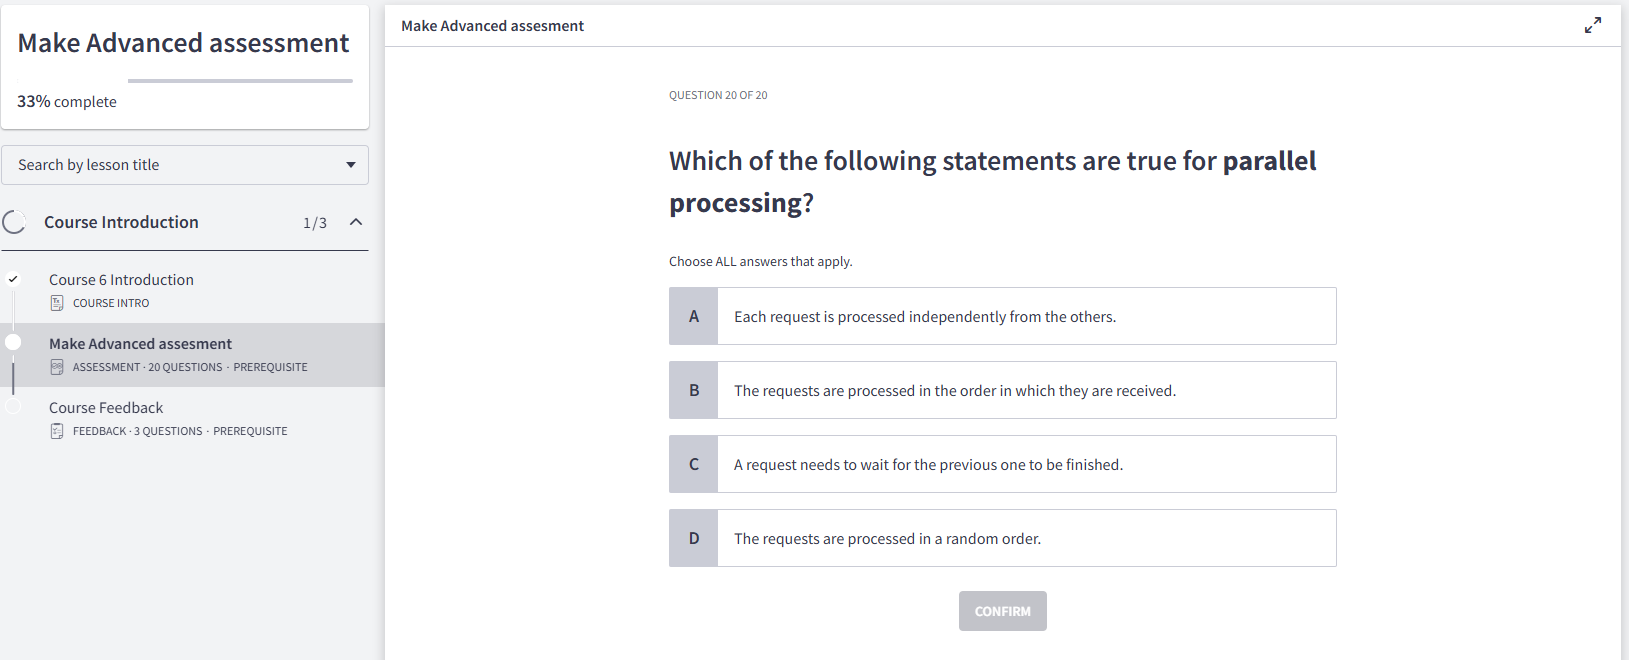 Make Advanced assessment
33% complete
Search by lesson title
Course Introduction 1/3
Course 6 Introduction
COURSE INTRO
Make Advanced assesment
ASSESSMENT · 20 QUESTIONS · PREREQUISITE
Course Feedback
FEEDBACK · 3 QUESTIONS · PREREQUISITE
Make Advanced assesment
QUESTION 20 OF 20
Which of the following statements are true for parallel
processing?
Choose ALL answers that apply.
A Each request is processed independently from the others.
B The requests are processed in the order in which they are received.
C A request needs to wait for the previous one to be finished.
D The requests are processed in a random order.
CONFIRM